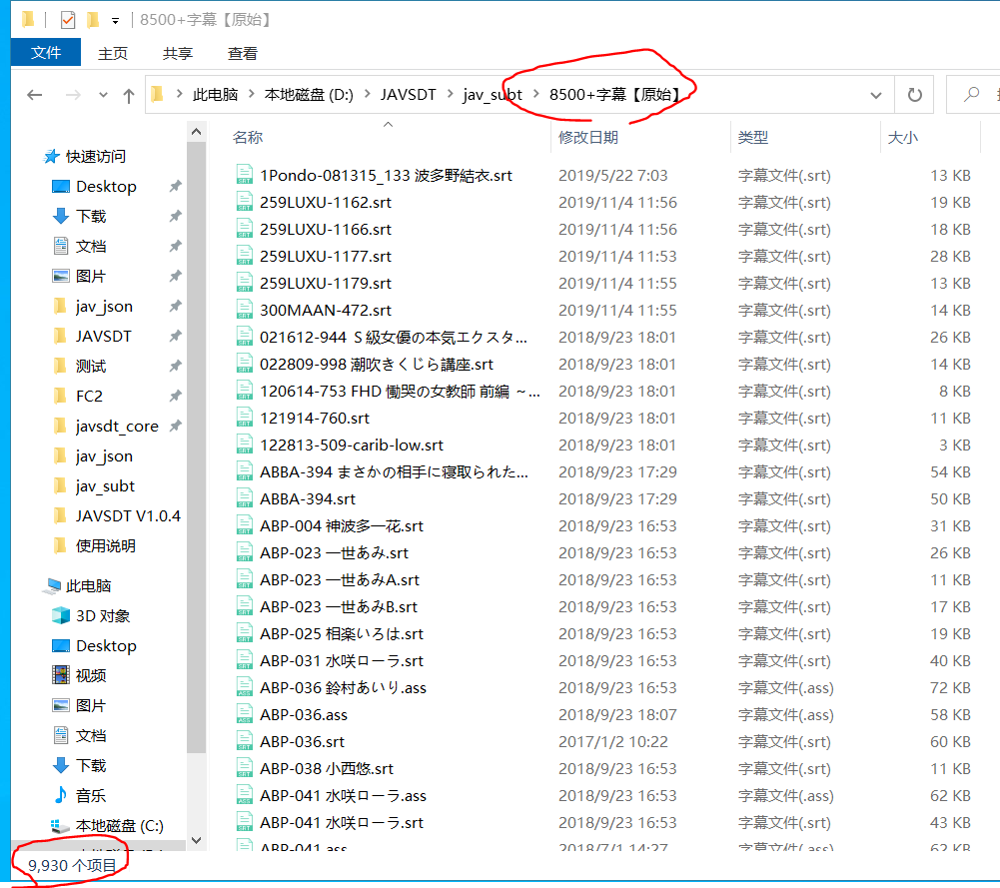 8500+字幕【原始】
文件 主页 共享 查看
此电脑 本地磁盘 (D:) JAVSDT jav_subt 8500+字幕【原始】
名称 修改日期 类型 大小
快速访问
Desktop
下载
文档
图片
jav_json
JAVSDT
测试
FC2
javsdt_core
jav_json
jav_subt
JAVSDT V1.0.4
使用说明
此电脑
3D 对象
Desktop
视频
图片
文档
下载
音乐
本地磁盘 (C:)
1Pondo-081315_133 波多野結衣.srt 2019/5/22 7:03 字幕文件(.srt) 13 KB
259LUXU-1162.srt 2019/11/4 11:56 字幕文件(.srt) 19 KB
259LUXU-1166.srt 2019/11/4 11:56 字幕文件(.srt) 18 KB
259LUXU-1177.srt 2019/11/4 11:53 字幕文件(.srt) 28 KB
259LUXU-1179.srt 2019/11/4 11:55 字幕文件(.srt) 13 KB
300MAAN-472.srt 2019/11/4 11:55 字幕文件(.srt) 14 KB
021612-944 Ｓ級女優の本気エクスタ... 2018/9/23 18:01 字幕文件(.srt) 26 KB
022809-998 潮吹きくじら講座.srt 2018/9/23 18:01 字幕文件(.srt) 14 KB
120614-753 FHD 慟哭の女教師 前編 ～... 2018/9/23 18:01 字幕文件(.srt) 8 KB
121914-760.srt 2018/9/23 18:01 字幕文件(.srt) 11 KB
122813-509-carib-low.srt 2018/9/23 18:01 字幕文件(.srt) 3 KB
ABBA-394 まさかの相手に寝取られた... 2018/9/23 17:29 字幕文件(.srt) 54 KB
ABBA-394.srt 2018/9/23 17:29 字幕文件(.srt) 50 KB
ABP-004 神波多一花.srt 2018/9/23 16:53 字幕文件(.srt) 31 KB
ABP-023 一世あみ.srt 2018/9/23 16:53 字幕文件(.srt) 26 KB
ABP-023 一世あみA.srt 2018/9/23 16:53 字幕文件(.srt) 11 KB
ABP-023 一世あみB.srt 2018/9/23 16:53 字幕文件(.srt) 17 KB
ABP-025 相楽いろは.srt 2018/9/23 16:53 字幕文件(.srt) 19 KB
ABP-031 水咲ローラ.srt 2018/9/23 16:53 字幕文件(.srt) 40 KB
ABP-036 鈴村あいり.ass 2018/9/23 16:53 字幕文件(.ass) 72 KB
ABP-036.ass 2018/9/23 18:07 字幕文件(.ass) 58 KB
ABP-036.srt 2017/1/2 10:22 字幕文件(.srt) 60 KB
ABP-038 小西悠.srt 2018/9/23 16:53 字幕文件(.srt) 11 KB
ABP-041 水咲ローラ.ass 2018/9/23 16:53 字幕文件(.ass) 62 KB
ABP-041 水咲ローラ.srt 2018/9/23 16:53 字幕文件(.srt) 43 KB
ABP-041.ass 2018/7/1 14:27 字幕文件(.ass) 62 KB
9,930 个项目